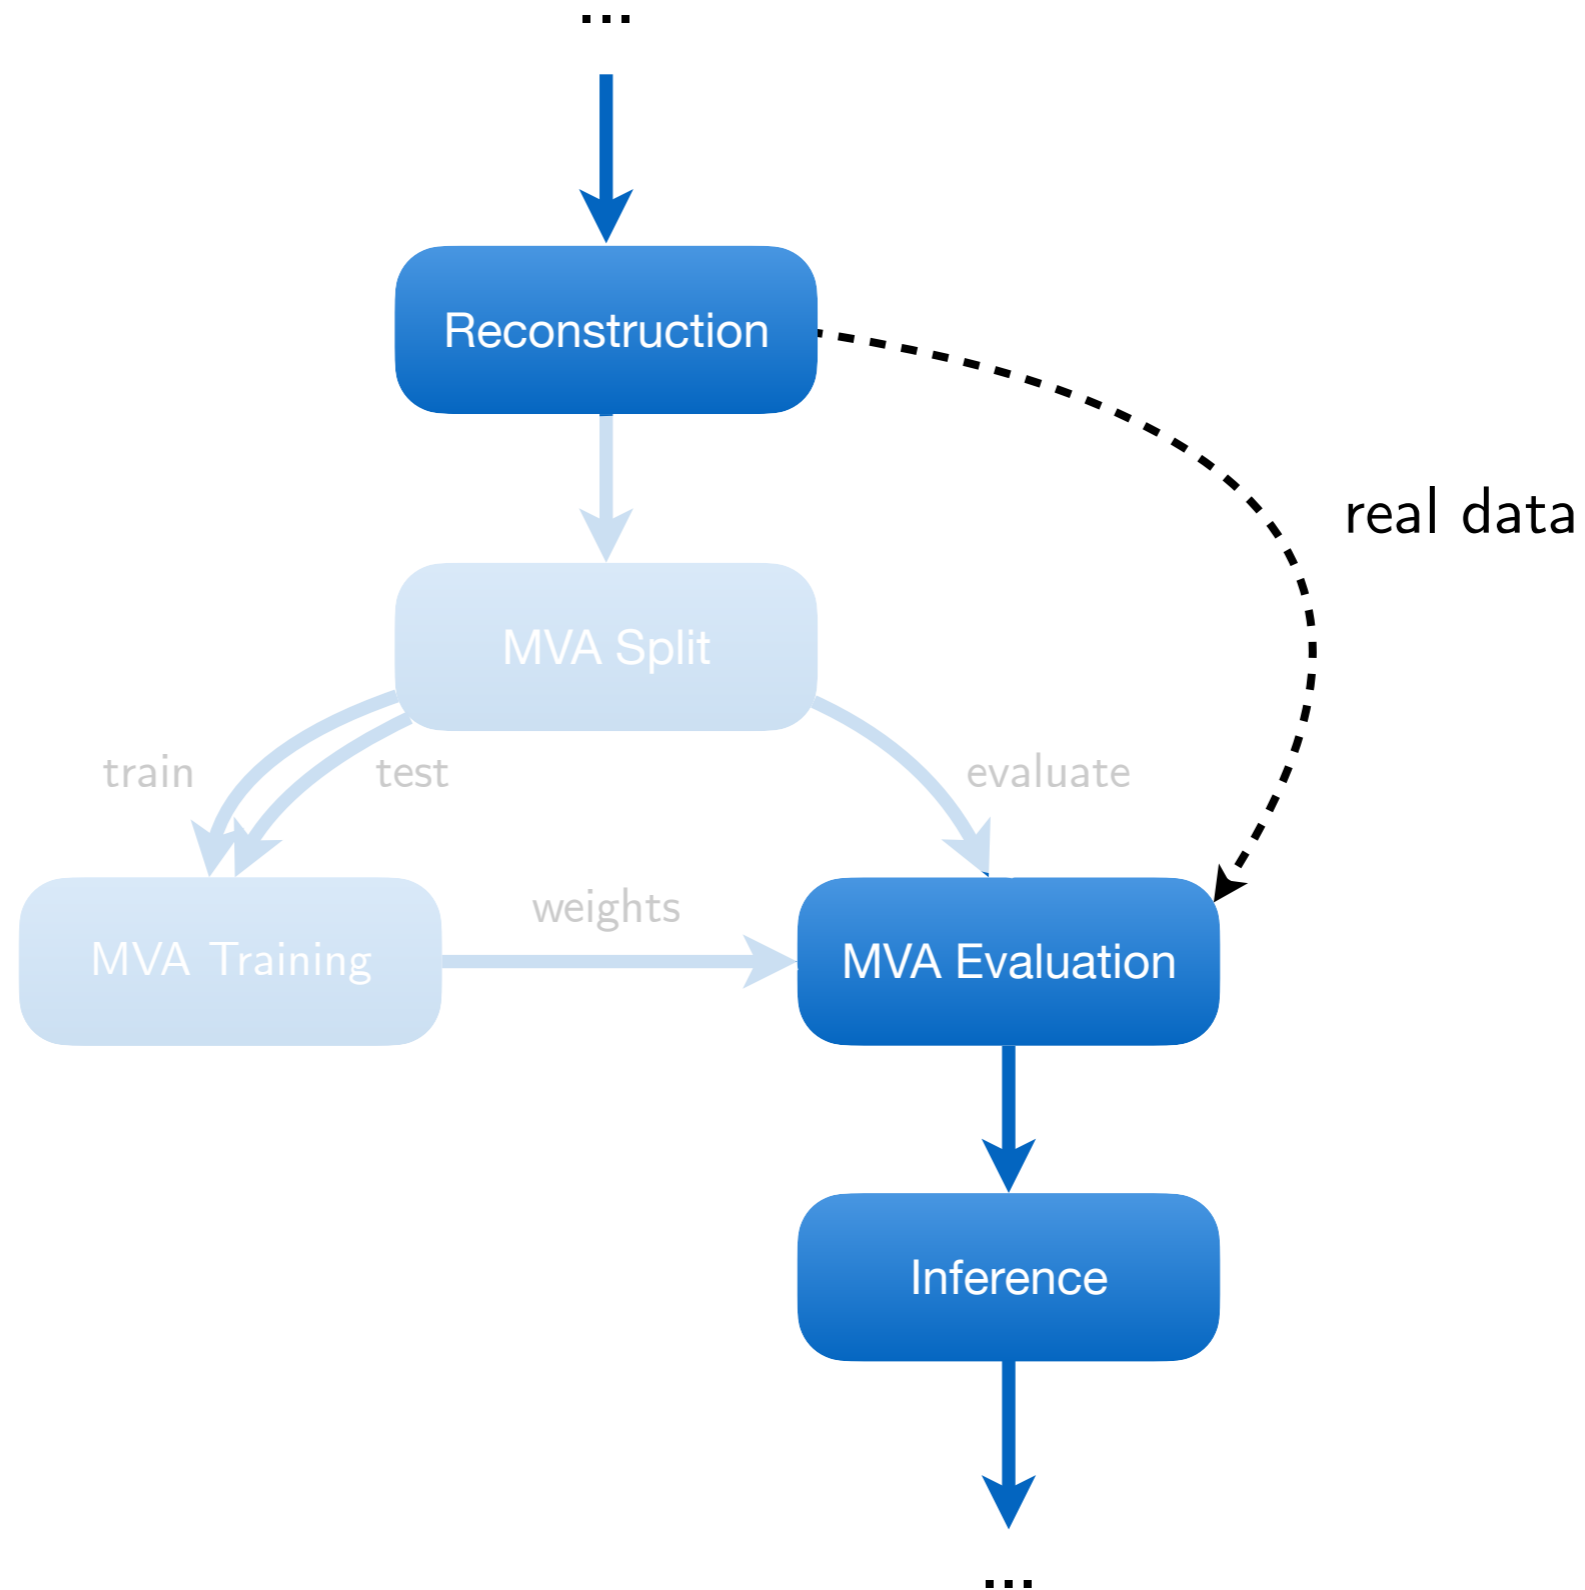 ...
Reconstruction
real data
MVA Split
train
test
evaluate
weights
MVA Training
MVA Evaluation
Inference
...